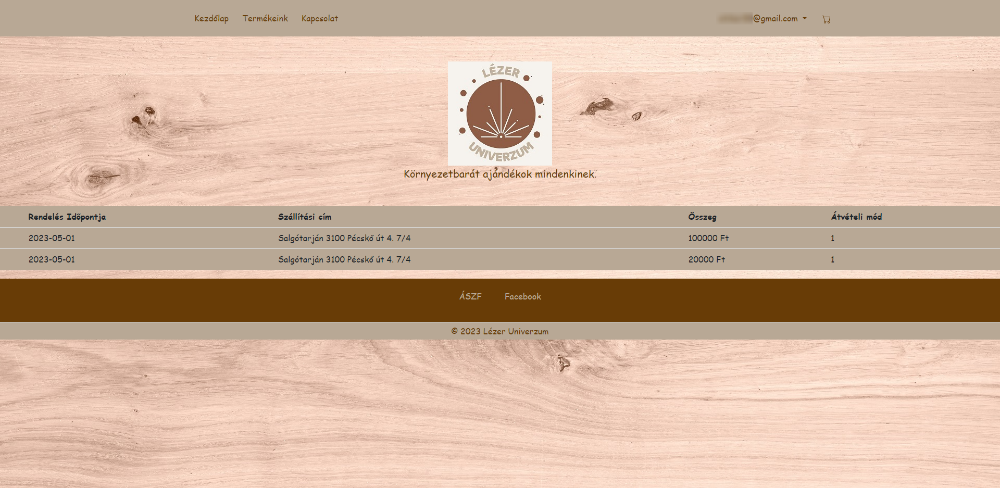 Kezdőlap Termékeink Kapcsolat @gmail.com
LÉZER
UNIVERZUM
Környezetbarát ajándékok mindenkinek.
Rendelés Időpontja Szállítási cím Összeg Átvételi mód
2023-05-01 Salgótarján 3100 Pécskő út 4. 7/4 100000 Ft 1
2023-05-01 Salgótarján 3100 Pécskő út 4. 7/4 20000 Ft 1
ÁSZF Facebook
© 2023 Lézer Univerzum